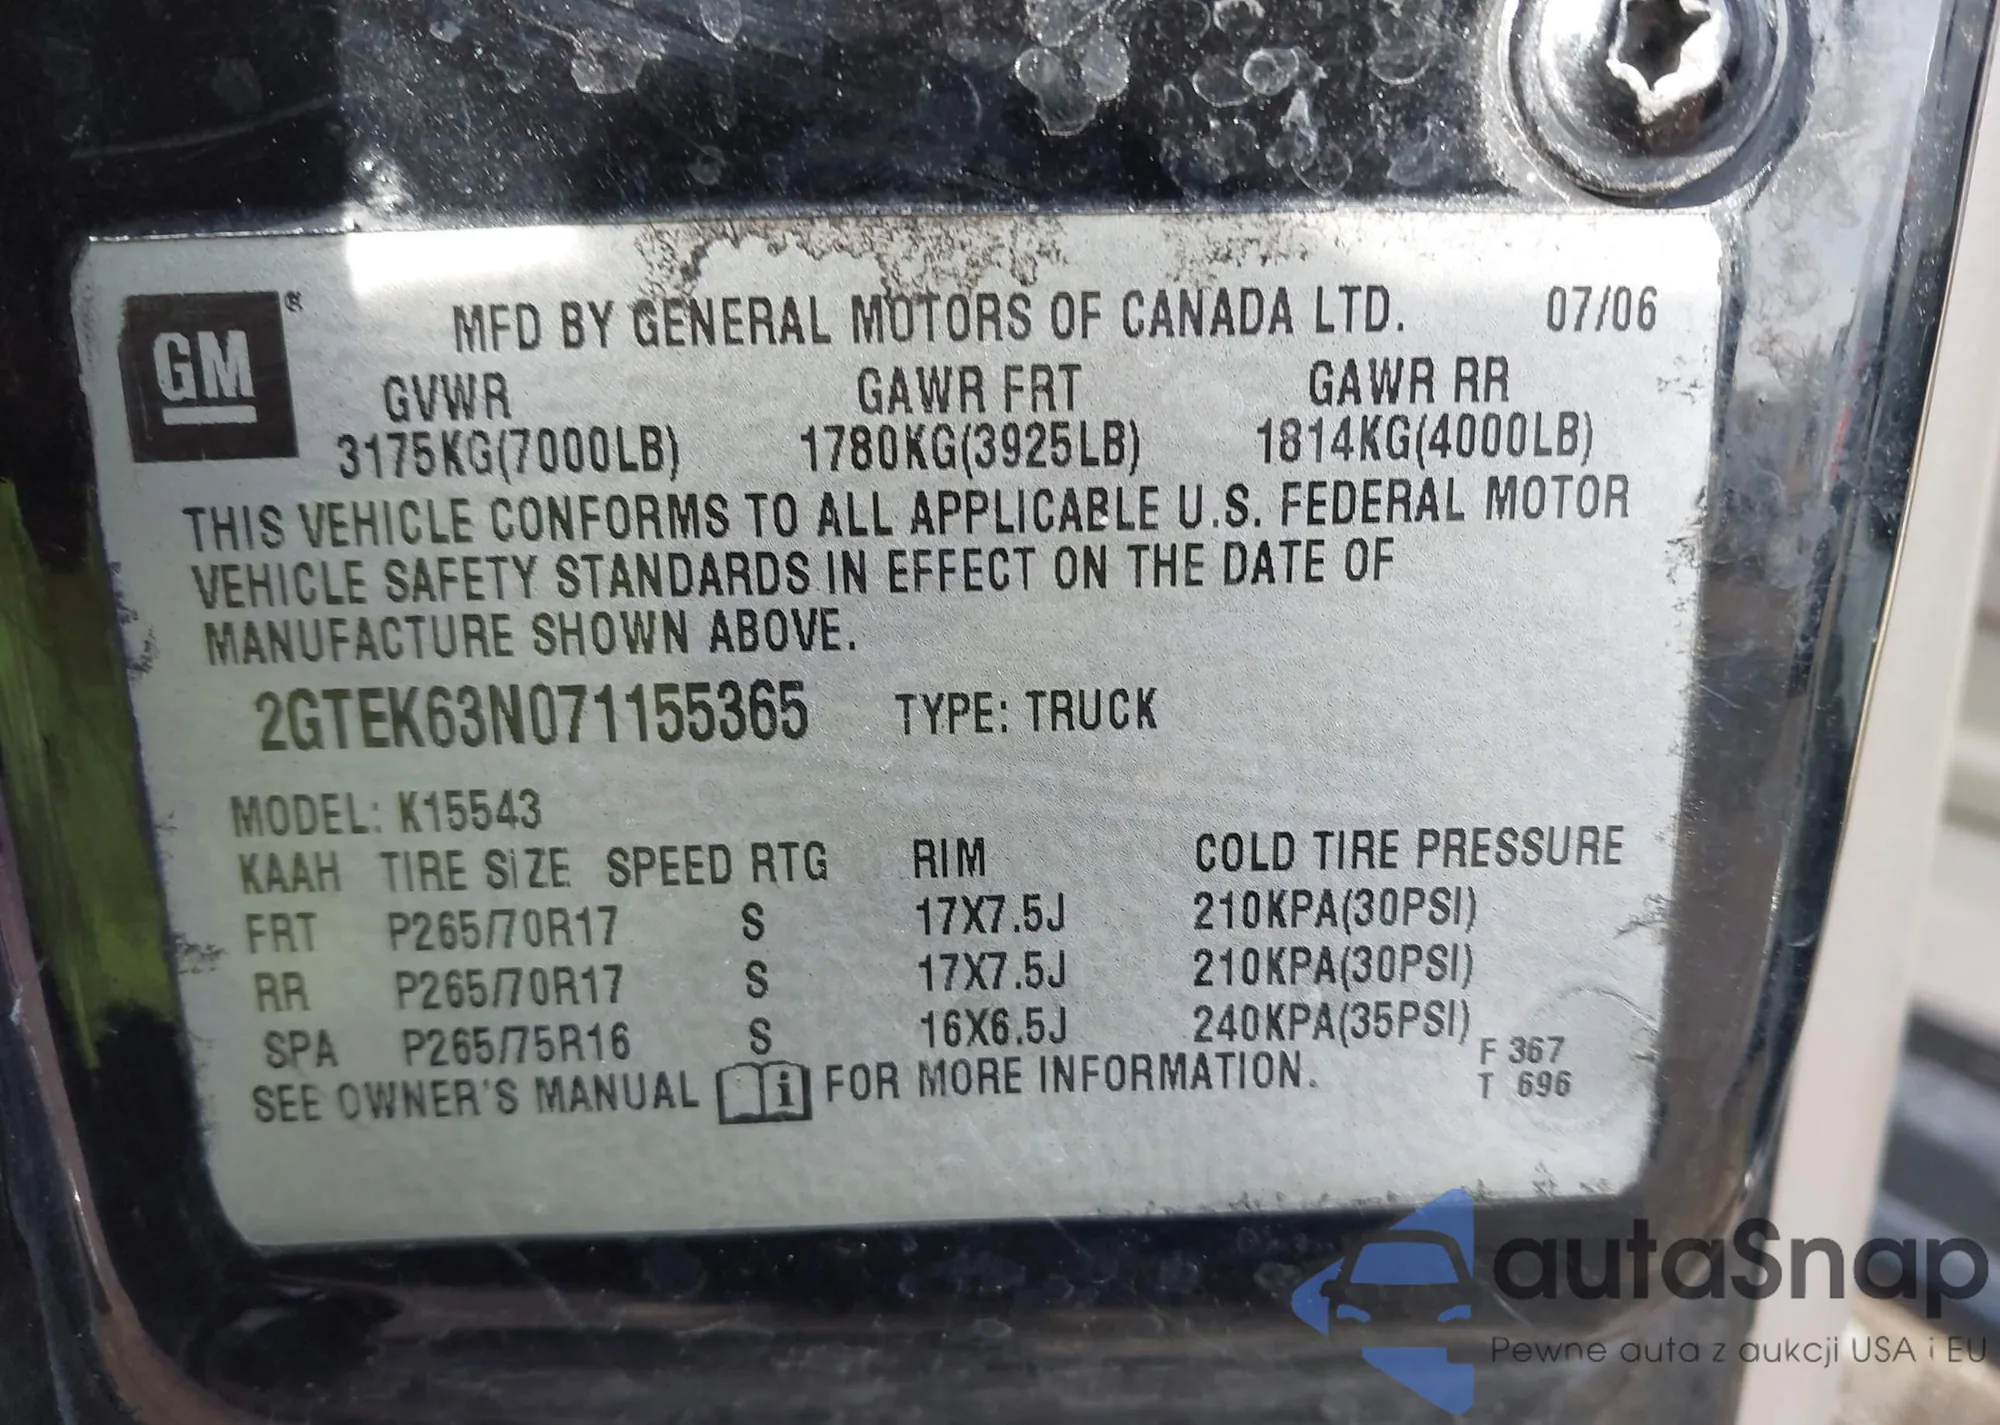 GM ®
MFD BY GENERAL MOTORS OF CANADA LTD. 07/06
GVWR GAWR FRT GAWR RR
3175KG(7000LB) 1780KG(3925LB) 1814KG(4000LB)
THIS VEHICLE CONFORMS TO ALL APPLICABLE U.S. FEDERAL MOTOR
VEHICLE SAFETY STANDARDS IN EFFECT ON THE DATE OF
MANUFACTURE SHOWN ABOVE.
2GTEK63N071155365 TYPE: TRUCK
MODEL: K15543
KAAH TIRE SIZE SPEED RTG RIM COLD TIRE PRESSURE
FRT P265/70R17 S 17X7.5J 210KPA(30PSI)
RR P265/70R17 S 17X7.5J 210KPA(30PSI)
SPA P265/75R16 S 16X6.5J 240KPA(35PSI)
F 367
SEE OWNER'S MANUAL FOR MORE INFORMATION. T 696
autaSnap
Pewne auta z aukcji USA i EU